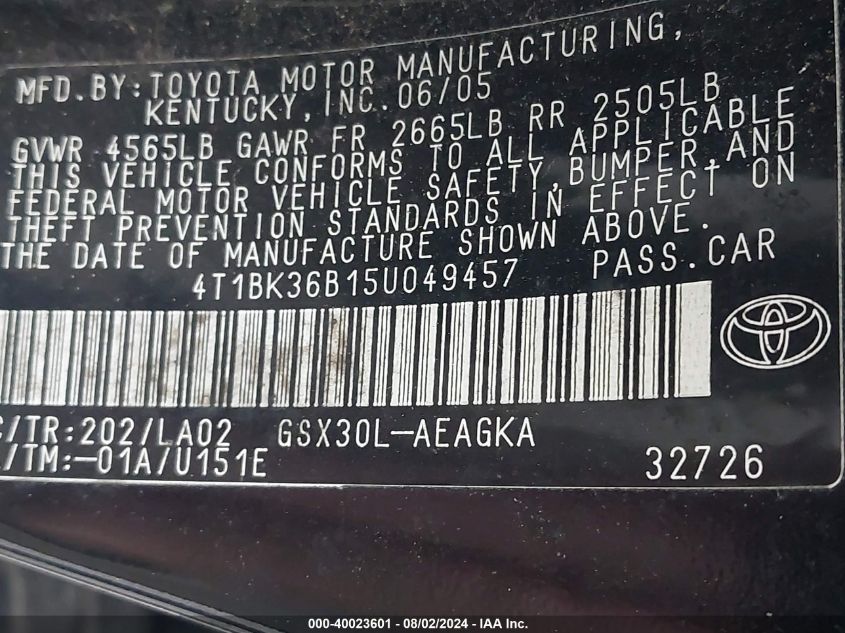 MFD.BY:TOYOTA MOTOR MANUFACTURING,
KENTUCKY,INC.06/05
GVWR 4565LB GAWR FR 2665LB RR 2505LB
THIS VEHICLE CONFORMS TO ALL APPLICABLE
FEDERAL MOTOR VEHICLE SAFETY,BUMPER,AND
THEFT PREVENTION STANDARDS IN EFFECT ON
THE DATE OF MANUFACTURE SHOWN ABOVE.
4T1BK36B15U049457 PASS.CAR
/TR:202/LA02 GSX30L-AEAGKA
/TM:-01A/U151E 32726
000-40023601 - 08/02/2024 - IAA Inc.